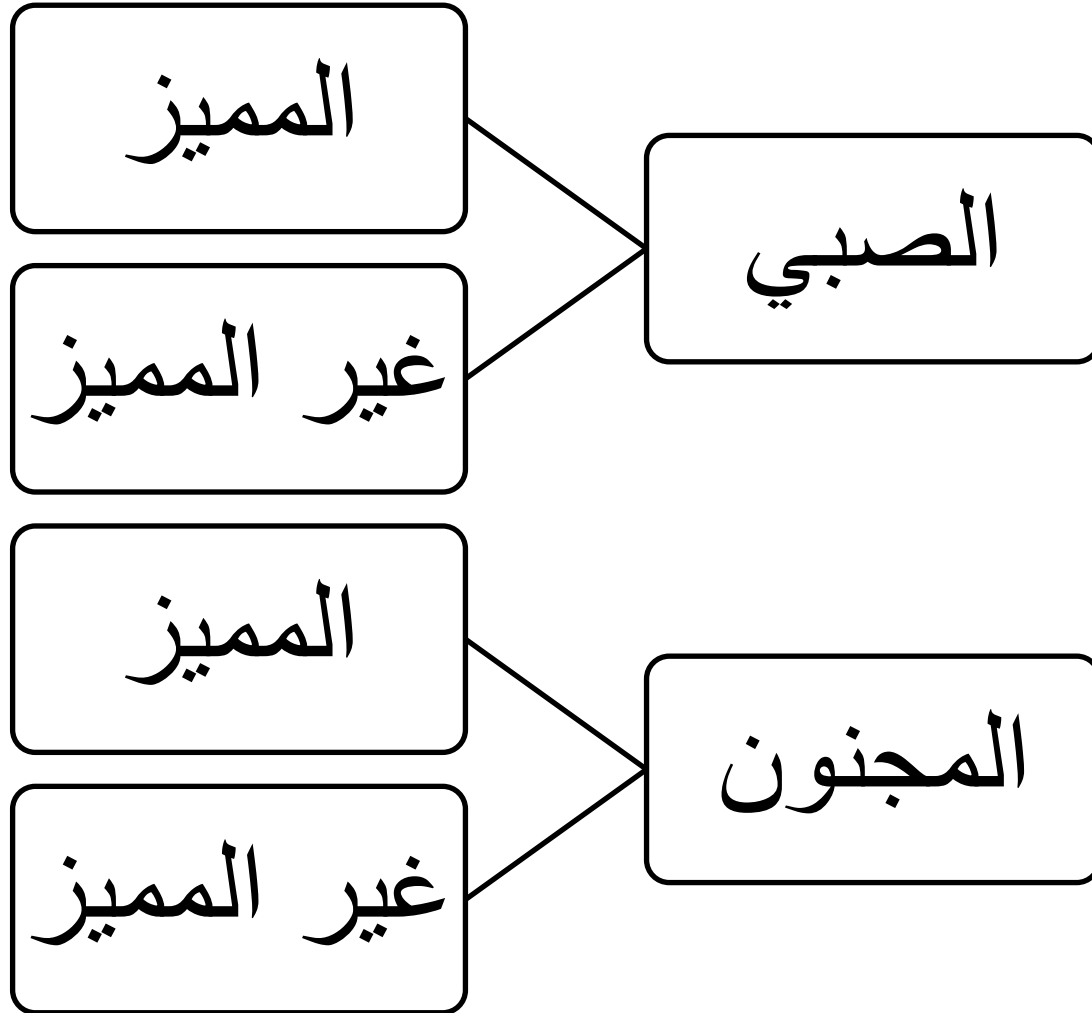 الصبي
المميز
غير المميز
المجنون
المميز
غير المميز